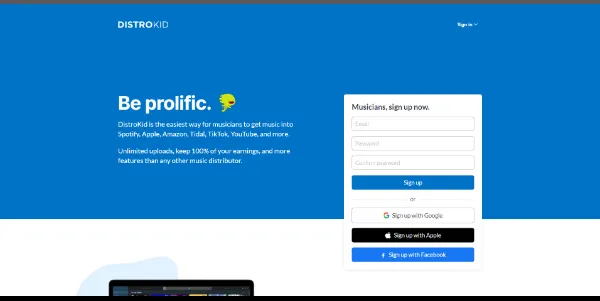 DISTROKID
Sign in
Be prolific.
DistroKid is the easiest way for musicians to get music into
Spotify, Apple, Amazon, Tidal, TikTok, YouTube, and more.
Unlimited uploads, keep 100% of your earnings, and more
features than any other music distributor.
Musicians, sign up now.
Email
Password
Confirm password
Sign up
or
Sign up with Google
Sign up with Apple
Sign up with Facebook